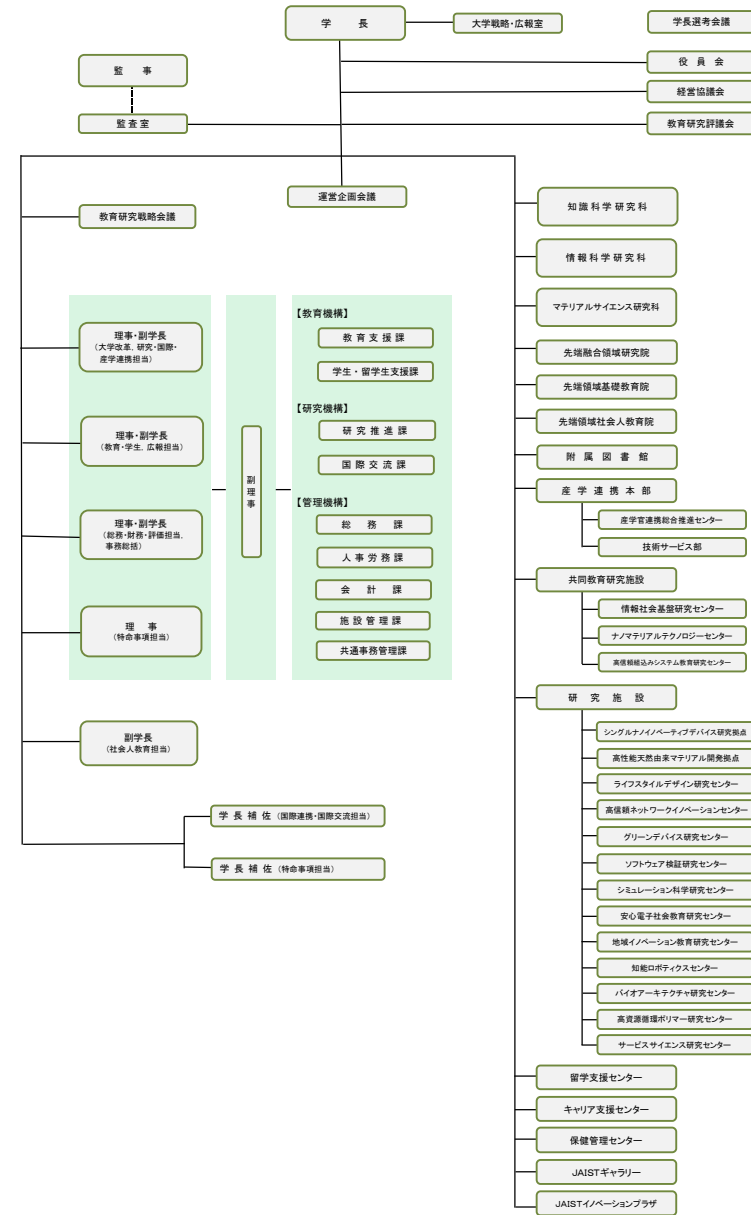 学 長
大学戦略・広報室
学長選考会議
役 員 会
経営協議会
教育研究評議会
監 事
監査室
運営企画会議
教育研究戦略会議
理事・副学長
(大学改革, 研究・国際・
産学連携担当)
理事・副学長
(教育・学生, 広報担当)
理事・副学長
(総務・財務・評価担当,
事務総括)
理 事
(特命事項担当)
副理事
【教育機構】
教育支援課
学生・留学生支援課
【研究機構】
研究推進課
国際交流課
【管理機構】
総 務 課
人事労務課
会 計 課
施設管理課
共通事務管理課
副学長
(社会人教育担当)
学長補佐(国際連携・国際交流担当)
学長補佐(特命事項担当)
知識科学研究科
情報科学研究科
マテリアルサイエンス研究科
先端融合領域研究院
先端領域基礎教育院
先端領域社会人教育院
附属図書館
産学連携本部
産学官連携総合推進センター
技術サービス部
共同教育研究施設
情報社会基盤研究センター
ナノマテリアルテクノロジーセンター
高信頼組込みシステム教育研究センター
研究施設
シングルナノイノベーティブデバイス研究拠点
高性能天然由来マテリアル開発拠点
ライフスタイルデザイン研究センター
高信頼ネットワークイノベーションセンター
グリーンデバイス研究センター
ソフトウェア検証研究センター
シミュレーション科学研究センター
安心電子社会教育研究センター
地域イノベーション教育研究センター
知能ロボティクスセンター
バイオアーキテクチャ研究センター
高資源循環ポリマー研究センター
サービスサイエンス研究センター
留学支援センター
キャリア支援センター
保健管理センター
JAISTギャラリー
JAISTイノベーションプラザ